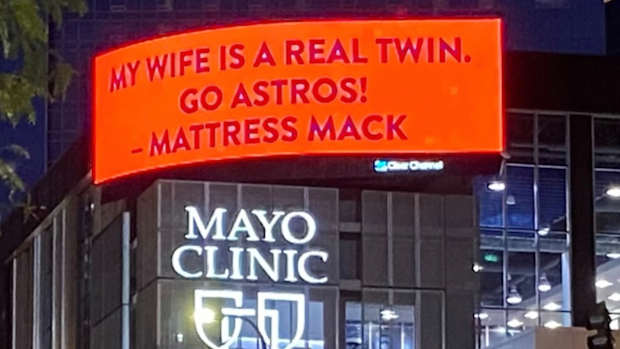 MY WIFE IS A REAL TWIN.
GO ASTROS!
– MATTRESS MACK
Clear Channel
MAYO
CLINIC